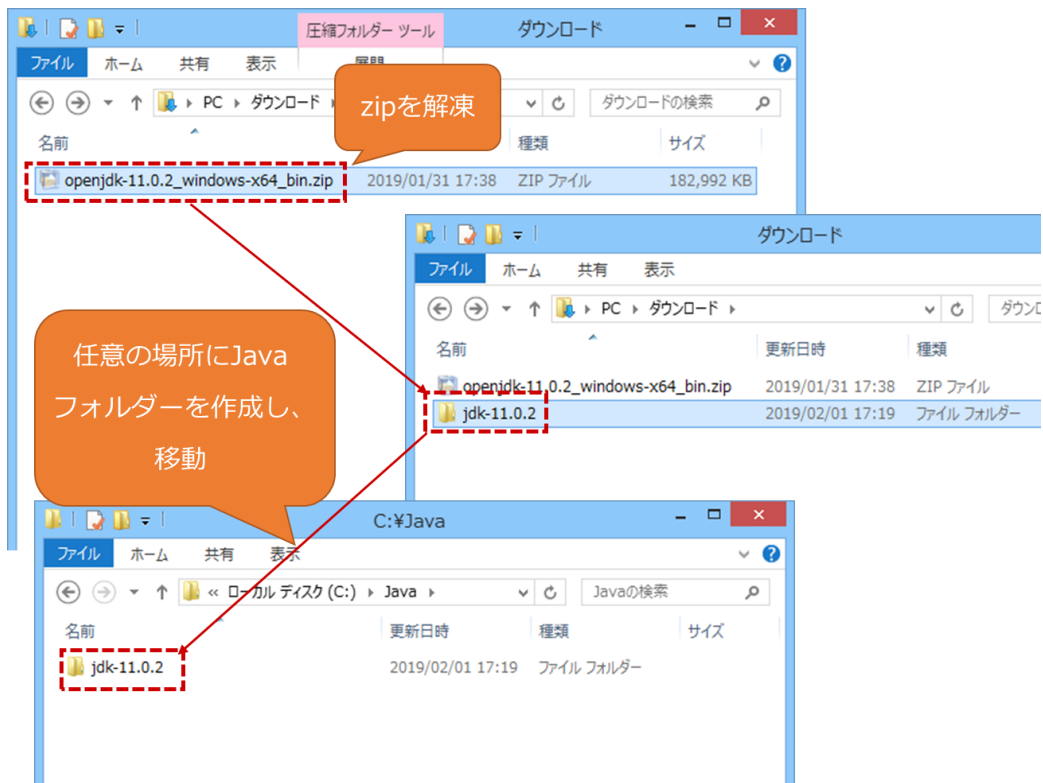 圧縮フォルダー ツール
ダウンロード
ファイル ホーム 共有 表示
PC ダウンロード ダウンロードの検索
zipを解凍
名前 種類 サイズ
openjdk-11.0.2_windows-x64_bin.zip 2019/01/31 17:38 ZIP ファイル 182,992 KB
ダウンロード
ファイル ホーム 共有 表示
PC ダウンロード
名前 更新日時 種類
openjdk-11.0.2_windows-x64_bin.zip 2019/01/31 17:38 ZIP ファイル
jdk-11.0.2 2019/02/01 17:19 ファイル フォルダー
任意の場所にJava
フォルダーを作成し、
移動
C:¥Java
ファイル ホーム 共有 表示
« ローカル ディスク (C:) Java Javaの検索
名前 更新日時 種類 サイズ
jdk-11.0.2 2019/02/01 17:19 ファイル フォルダー